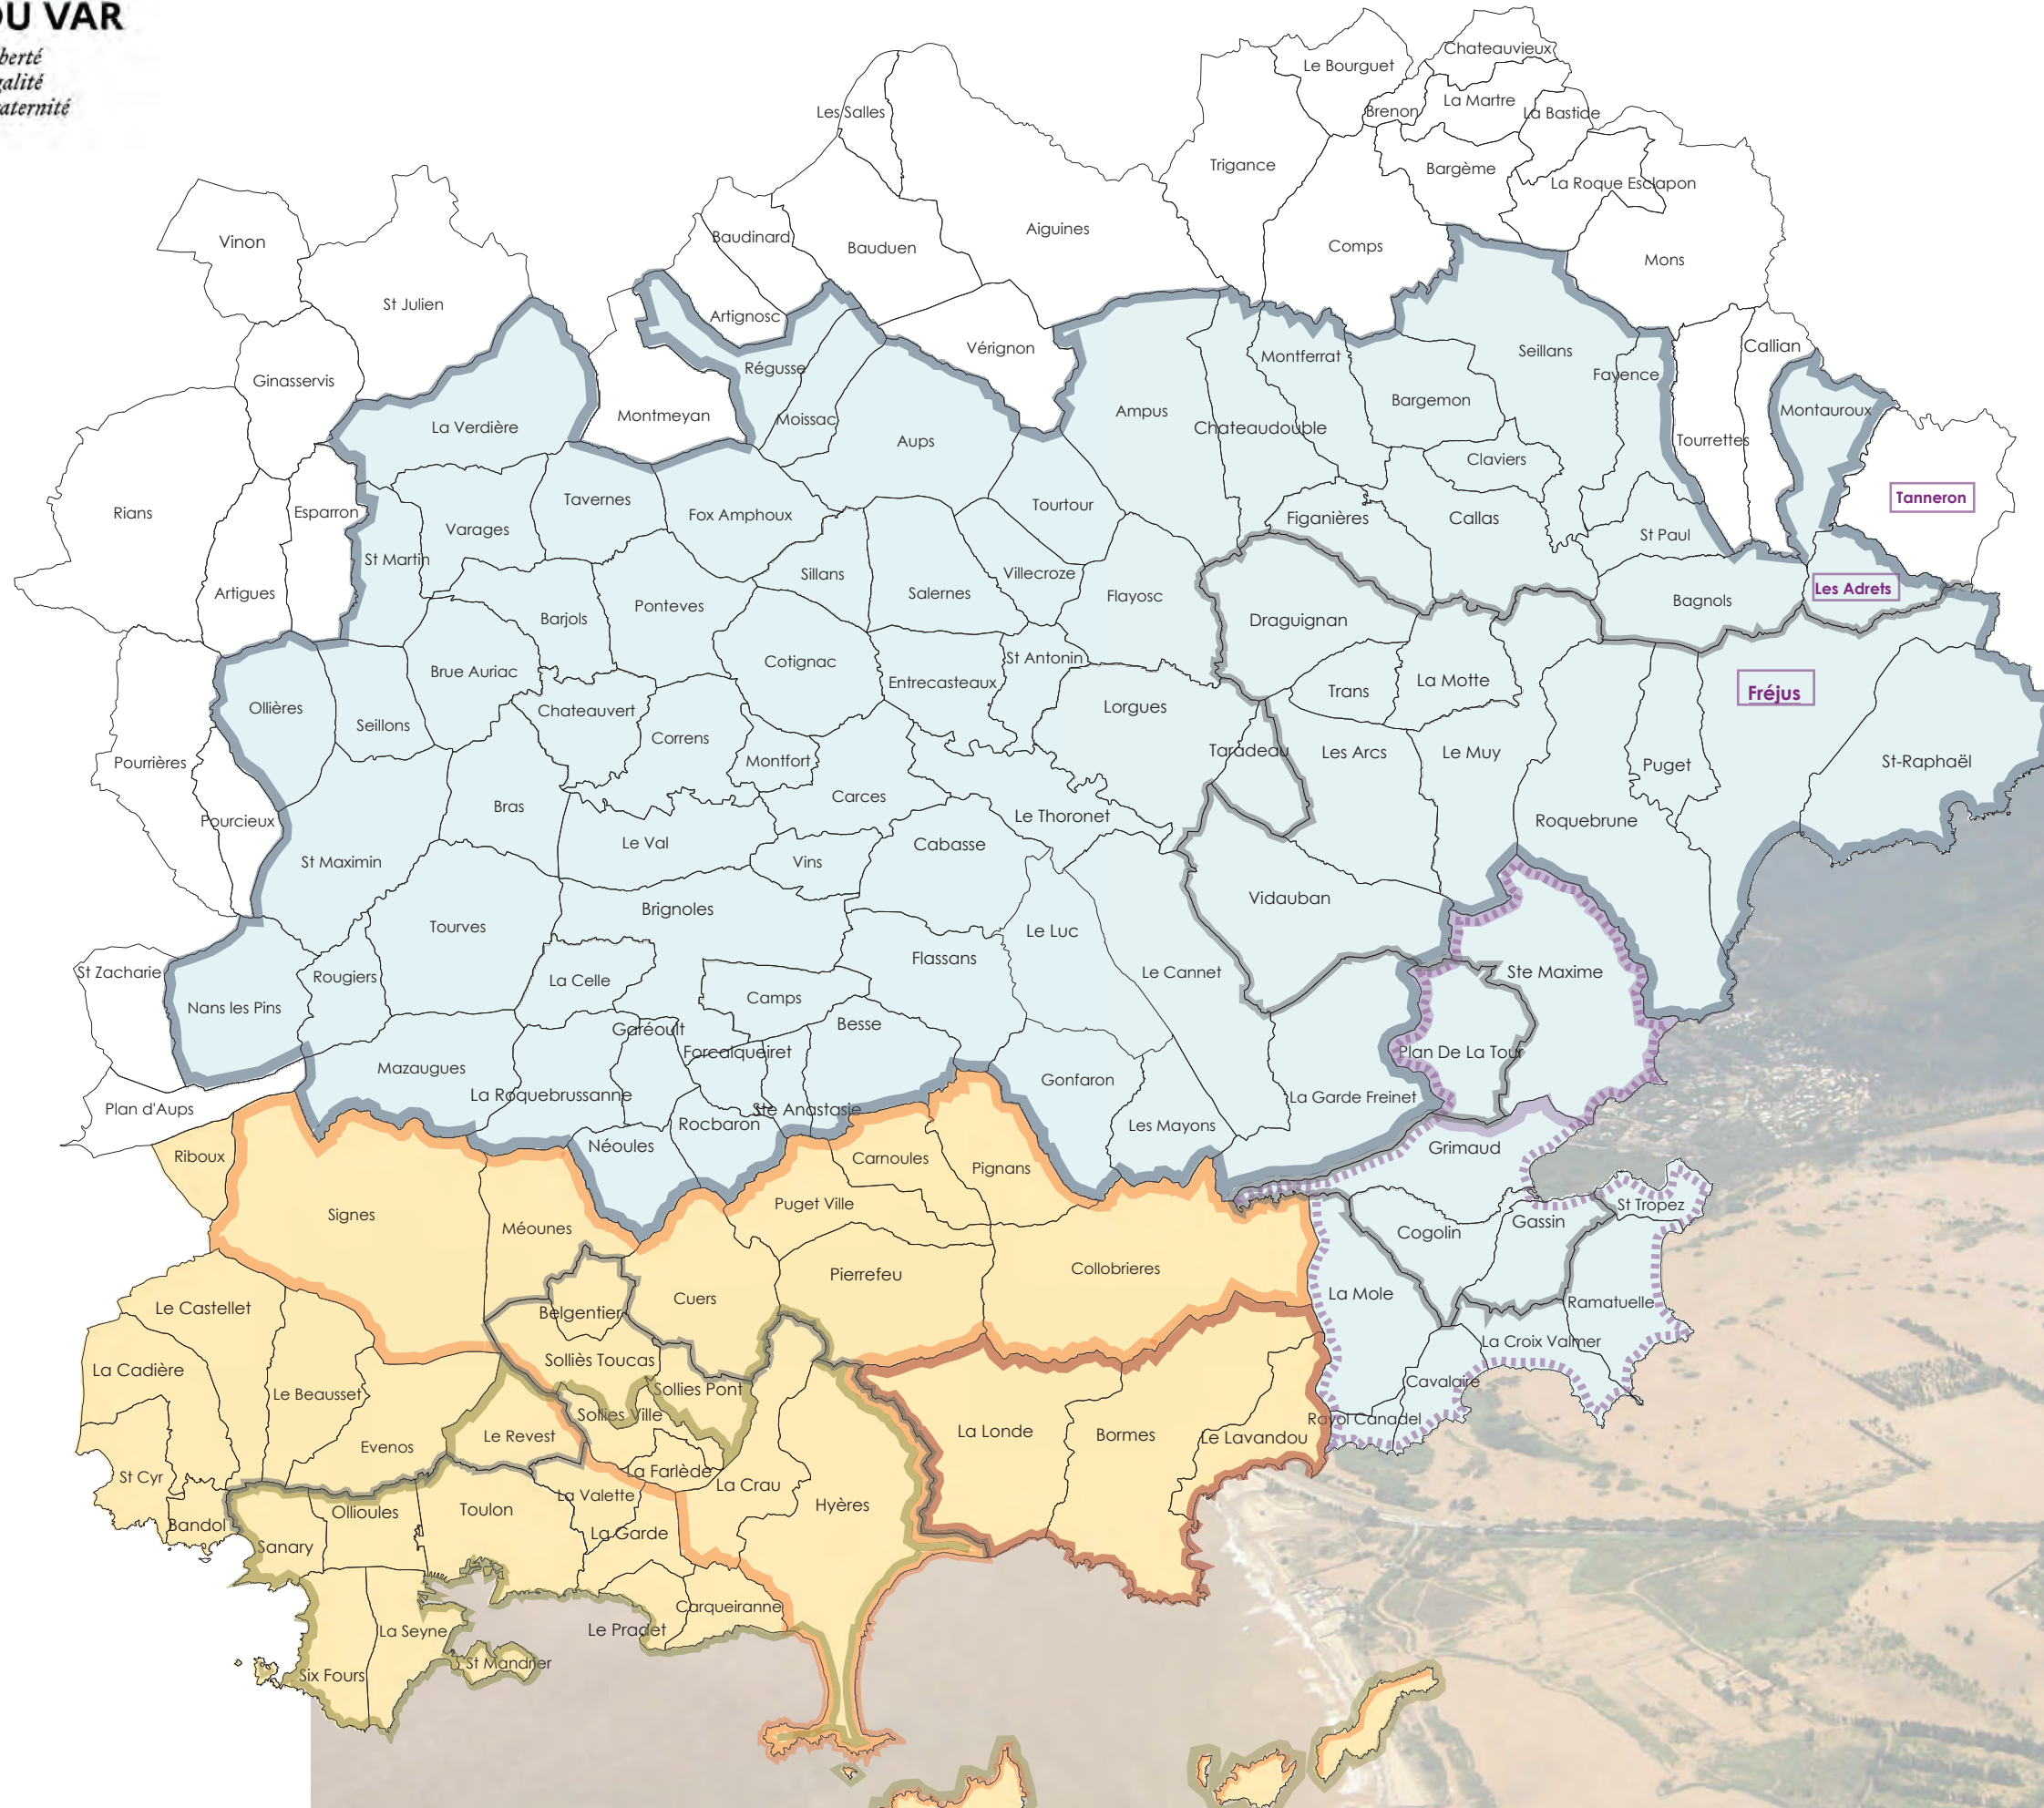 DU VAR
berté
galité
aternité
Chateauvieux
Le Bourguet
La Martre
Les Salles
Brenon
La Bastide
Trigance
Bargème
La Roque Esclapon
Aiguines
Baudinard
Vinon
Bauduen
Comps
Mons
St Julien
Artignosc
Vérignon
Callian
Seillans
Montferrat
Régusse
Fayence
Ginasservis
Bargemon
Montauroux
Ampus
Montmeyan
Moissac
La Verdière
Chateaudouble
Aups
Tourrettes
Claviers
Tanneron
Tavernes
Tourtour
Rians
Esparron
Fox Amphoux
Figanières
Callas
Varages
St Paul
St Martin
Sillans
Villecroze
Artigues
Salernes
Les Adrets
Flayosc
Bagnols
Ponteves
Barjols
Draguignan
St Antonin
Cotignac
Brue Auriac
Entrecasteaux
La Motte
Trans
Fréjus
Ollières
Chateauvert
Lorgues
Seillons
Correns
Taradeau
Les Arcs
Le Muy
Pourrières
Montfort
St-Raphaël
Puget
Carces
Bras
Le Thoronet
Pourcieux
Roquebrune
Le Val
Cabasse
St Maximin
Vins
Vidauban
Brignoles
Tourves
Le Luc
Flassans
St Zacharie
Le Cannet
Ste Maxime
Rougiers
La Celle
Camps
Nans les Pins
Besse
Garéoult
Forcalqueiret
Plan De La Tour
Mazaugues
Gonfaron
La Roquebrussanne
La Garde Freinet
Plan d'Aups
Ste Anastasie
Rocbaron
Les Mayons
Néoules
Grimaud
Riboux
Carnoules
Pignans
Puget Ville
St Tropez
Signes
Méounes
Gassin
Cogolin
Collobrieres
Pierrefeu
La Mole
Cuers
Ramatuelle
Le Castellet
Belgentier
La Croix Valmer
Solliès Toucas
La Cadière
Cavalaire
Sollies Pont
Le Beausset
Sollies Ville
Rayol Canadel
La Londe
Bormes
Le Lavandou
Le Revest
Evenos
La Farlède
St Cyr
La Crau
La Valette
Hyères
Toulon
Ollioules
Bandol
La Garde
Sanary
Carqueiranne
Le Pradet
La Seyne
St Mandrier
Six Fours